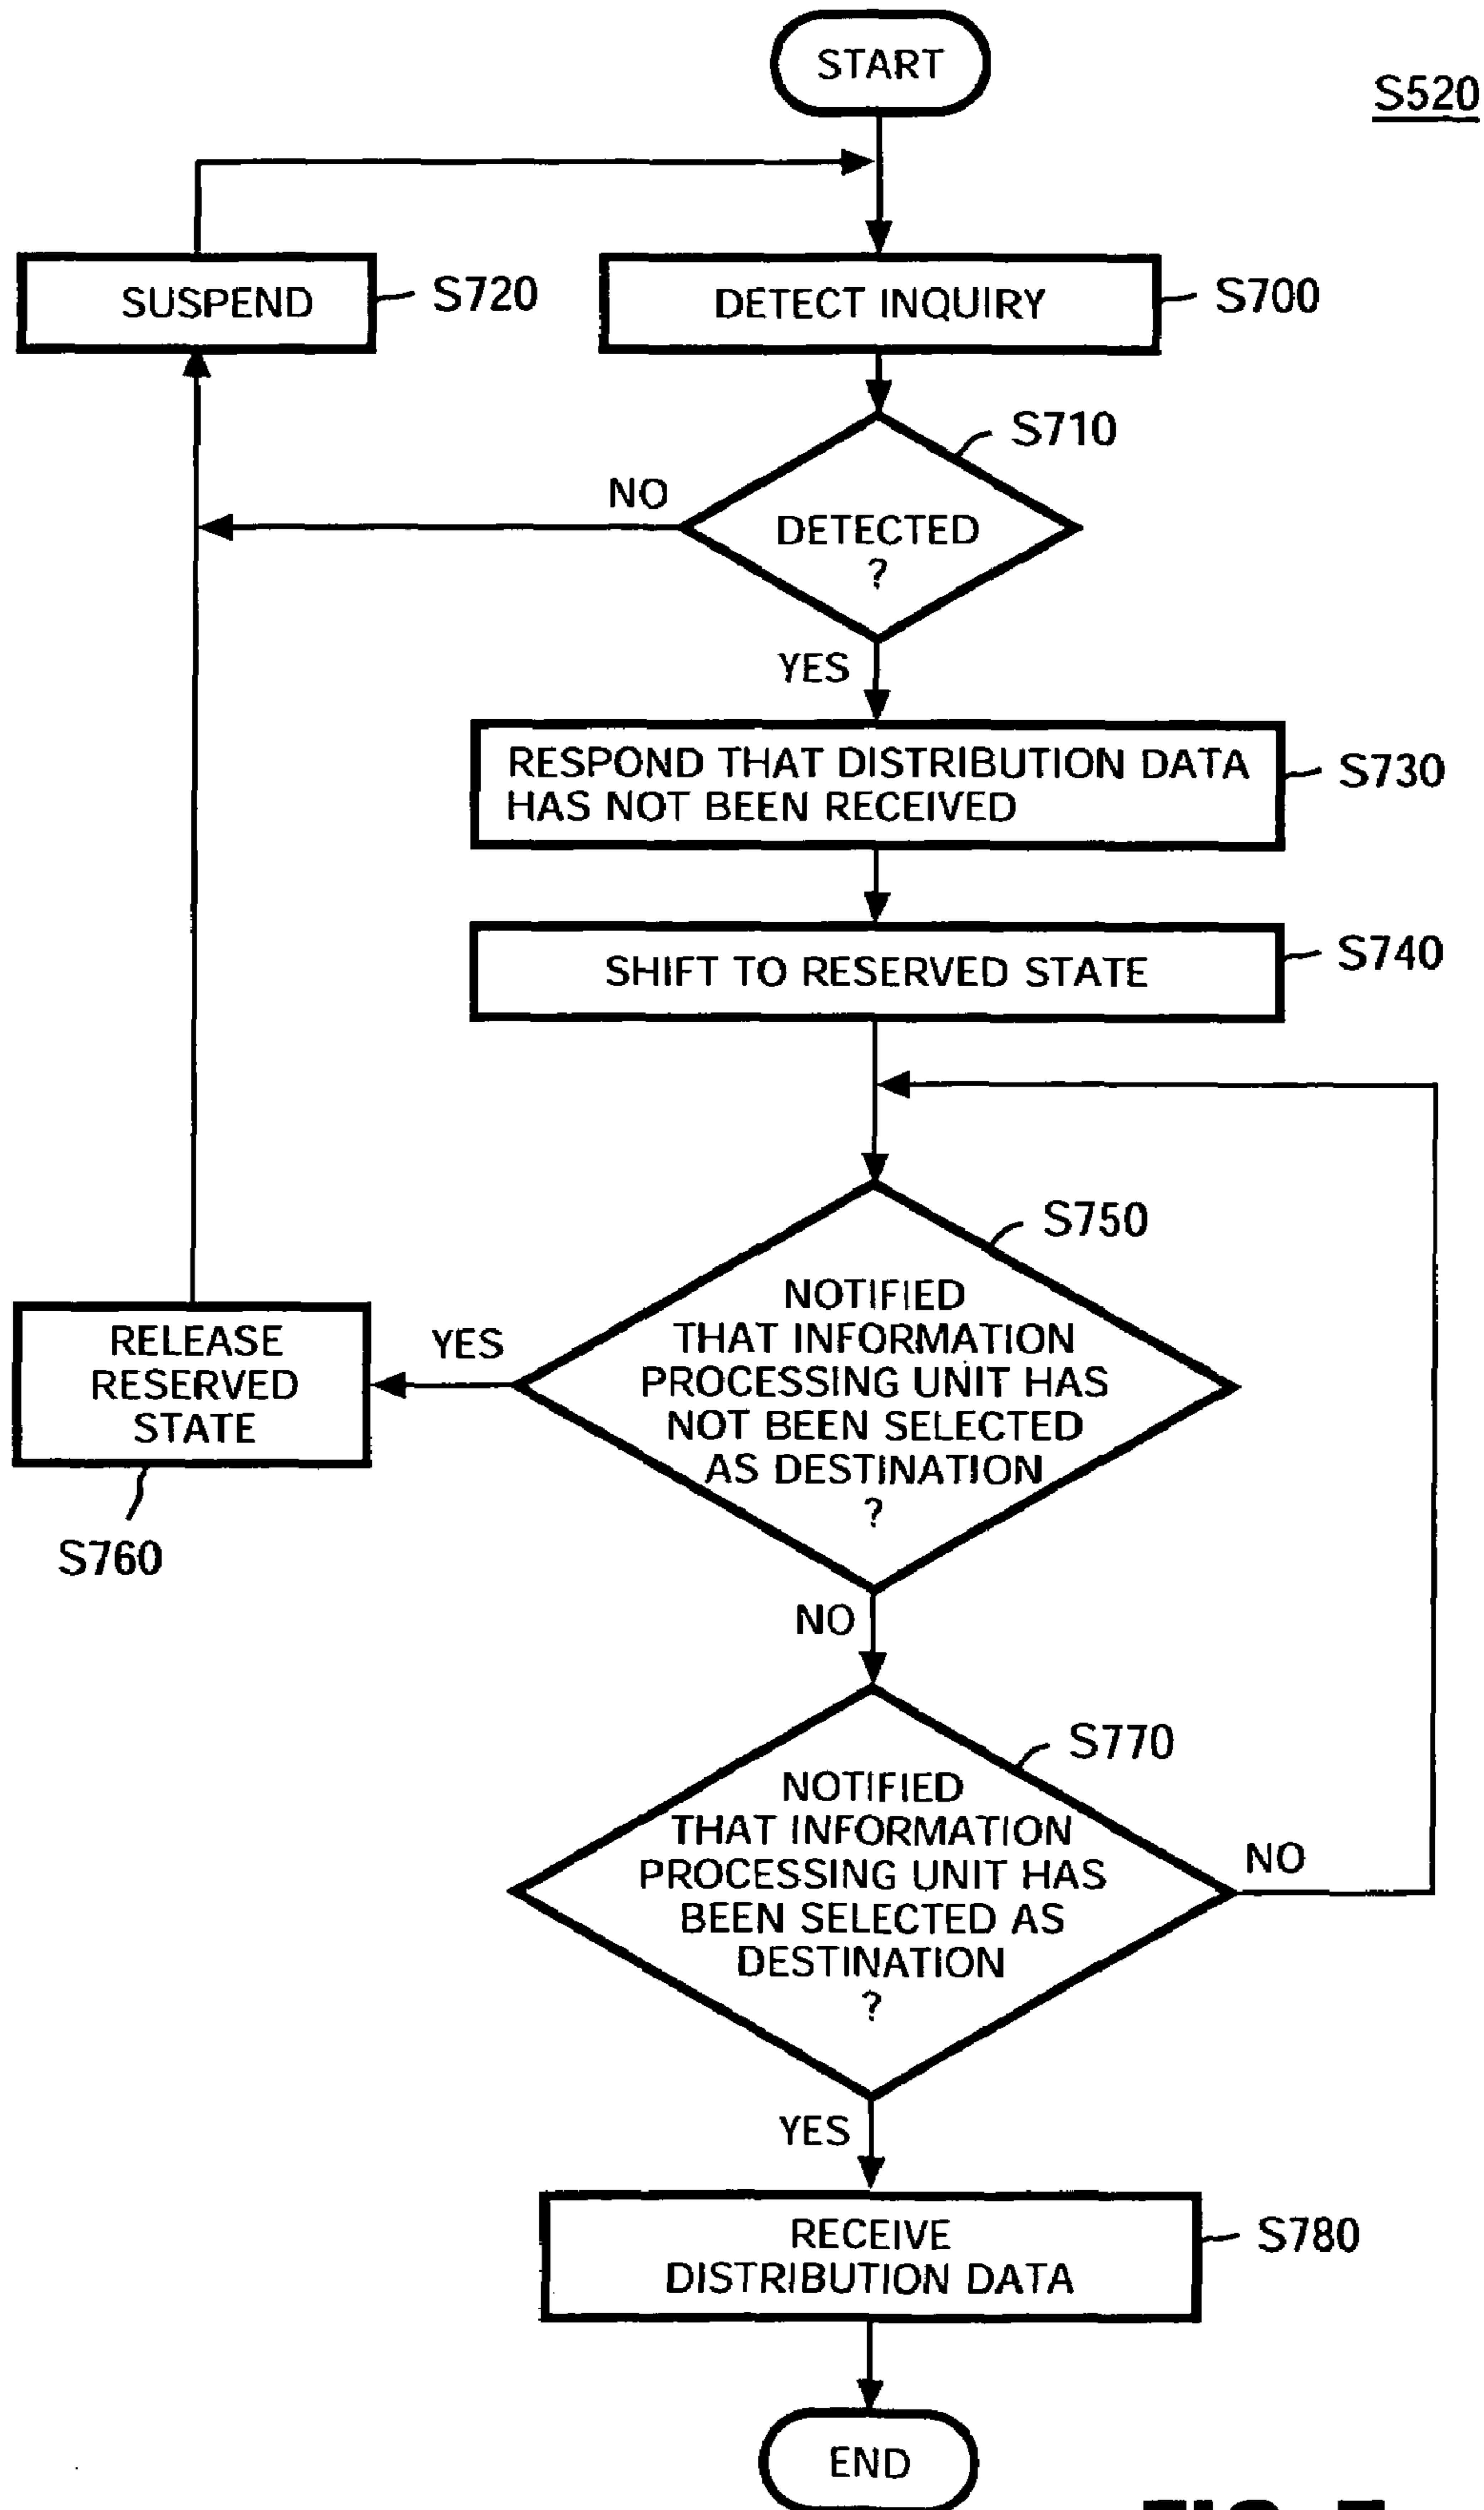 START
S520
SUSPEND
S720
DETECT INQUIRY
S700
S710
NO
DETECTED
?
YES
RESPOND THAT DISTRIBUTION DATA
HAS NOT BEEN RECEIVED
S730
SHIFT TO RESERVED STATE
S740
S750
NOTIFIED
THAT INFORMATION
PROCESSING UNIT HAS
NOT BEEN SELECTED
AS DESTINATION
?
YES
RELEASE
RESERVED
STATE
S760
NO
S770
NOTIFIED
THAT INFORMATION
PROCESSING UNIT HAS
BEEN SELECTED AS
DESTINATION
?
NO
YES
RECEIVE
DISTRIBUTION DATA
S780
END